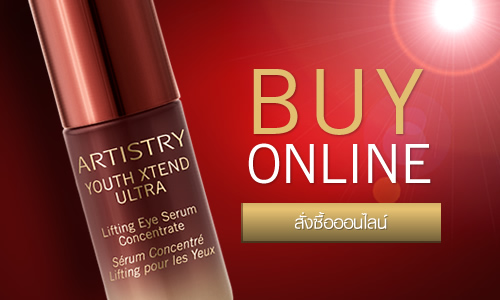 ARTISTRY
YOUTH XTEND
ULTRA
Lifting Eye Serum
Concentrate
Sérum Concentré
Lifting pour les Yeux
BUY
ONLINE
สั่งซื้อออนไลน์